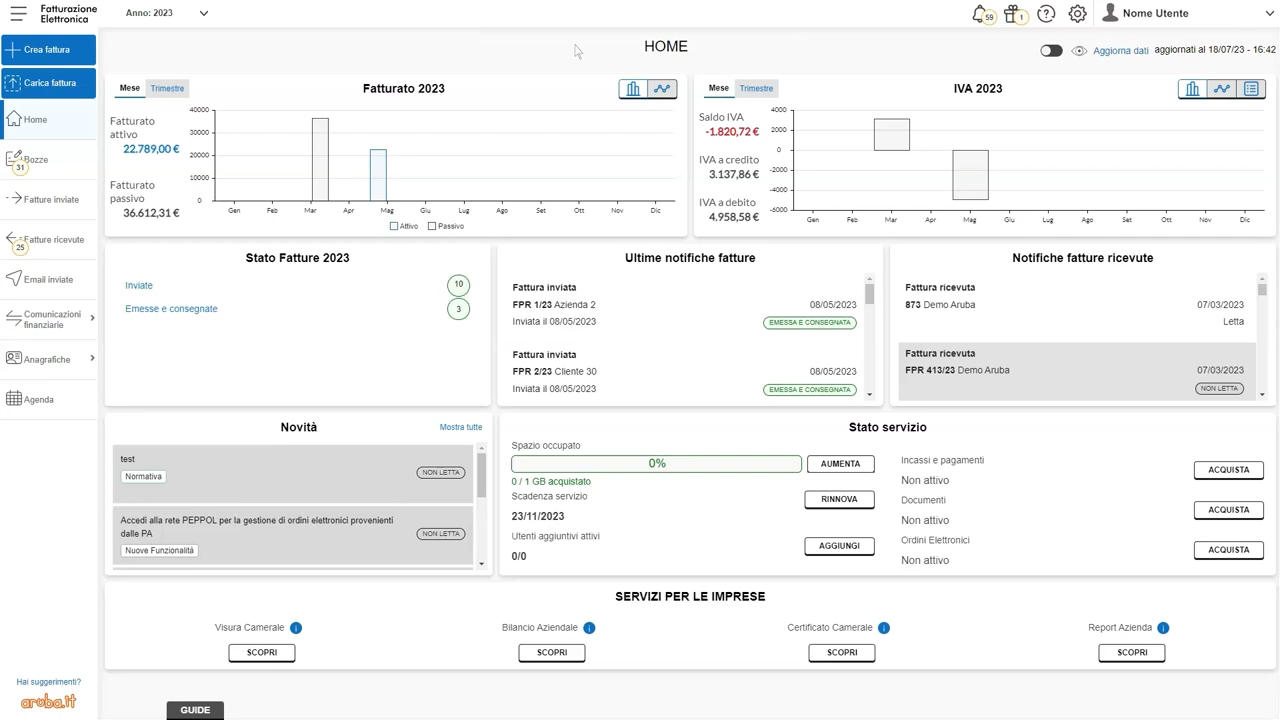 Fatturazione
Elettronica
Anno: 2023
59
1
Nome Utente
Crea fattura
Carica fattura
Home
Bozze
31
Fatture inviate
Fatture ricevute
25
Email inviate
Comunicazioni
finanziarie
Anagrafiche
Agenda
Hai suggerimenti?
aruba.it
HOME
Aggiorna dati
aggiornati al 18/07/23 - 16:42
Mese
Trimestre
Fatturato 2023
Fatturato
attivo
22.789,00 €
Fatturato
passivo
36.612,31 €
40000
30000
20000
10000
0
Gen Feb Mar Apr Mag Giu Lug Ago Set Ott Nov Dic
Attivo Passivo
Mese
Trimestre
IVA 2023
Saldo IVA
-1.820,72 €
IVA a credito
3.137,86 €
IVA a debito
4.958,58 €
4000
2000
0
-2000
-4000
-6000
Gen Feb Mar Apr Mag Giu Lug Ago Set Ott Nov Dic
Stato Fatture 2023
Inviate 10
Emesse e consegnate 3
Ultime notifiche fatture
Fattura inviata
FPR 1/23 Azienda 2 08/05/2023
Inviata il 08/05/2023 EMESSA E CONSEGNATA
Fattura inviata
FPR 2/23 Cliente 30 08/05/2023
Inviata il 08/05/2023 EMESSA E CONSEGNATA
Notifiche fatture ricevute
Fattura ricevuta
873 Demo Aruba 07/03/2023
Letta
Fattura ricevuta
FPR 413/23 Demo Aruba 07/03/2023
NON LETTA
Novità
Mostra tutte
test
Normativa
NON LETTA
Accedi alla rete PEPPOL per la gestione di ordini elettronici provenienti
dalle PA
NON LETTA
Nuove Funzionalità
Stato servizio
Spazio occupato
0%
AUMENTA
0 / 1 GB acquistato
Scadenza servizio
23/11/2023
RINNOVA
Utenti aggiuntivi attivi
0/0
AGGIUNGI
Incassi e pagamenti
Non attivo
ACQUISTA
Documenti
Non attivo
ACQUISTA
Ordini Elettronici
Non attivo
ACQUISTA
SERVIZI PER LE IMPRESE
Visura Camerale
SCOPRI
Bilancio Aziendale
SCOPRI
Certificato Camerale
SCOPRI
Report Azienda
SCOPRI
GUIDE